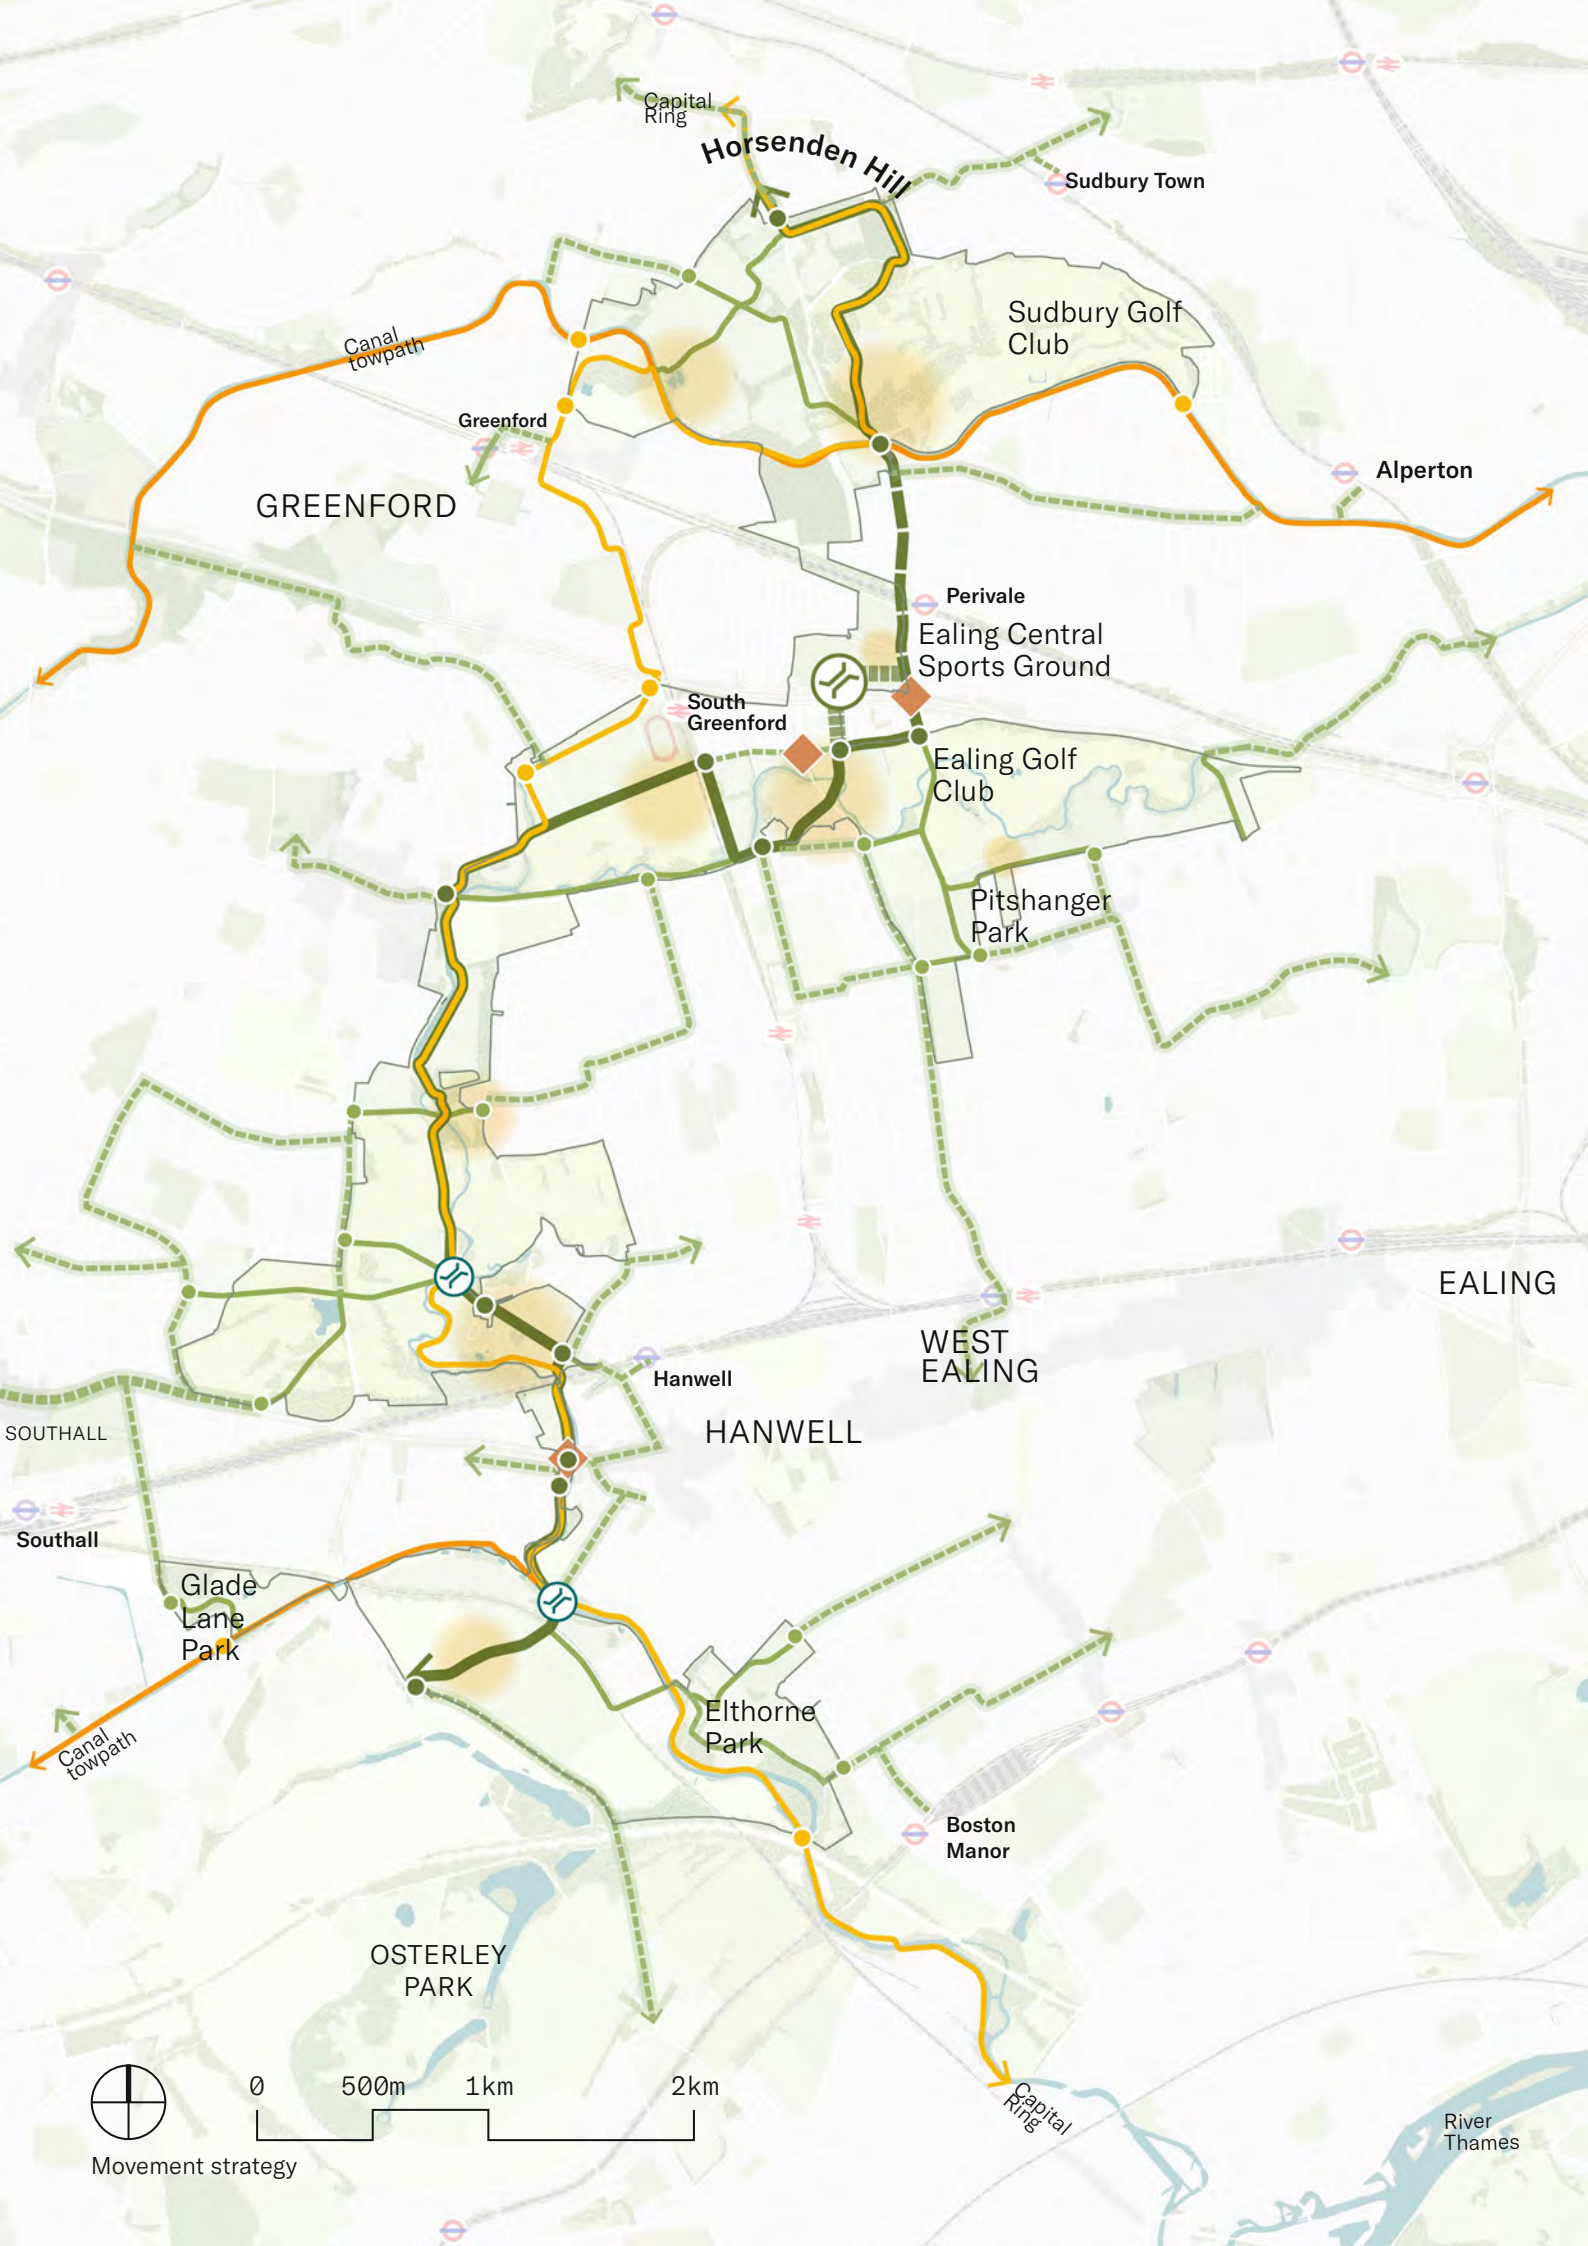 Capital
Ring
Horsenden Hill
Sudbury Town
Sudbury Golf
Club
Canal
towpath
Greenford
GREENFORD
Alperton
Perivale
Ealing Central
Sports Ground
South
Greenford
Ealing Golf
Club
Pitshanger
Park
EALING
WEST
EALING
Hanwell
HANWELL
SOUTHALL
Southall
Glade
Lane
Park
Elthorne
Park
Canal
towpath
Boston
Manor
OSTERLEY
PARK
0 500m 1km 2km
Capital
Ring
River
Thames
Movement strategy